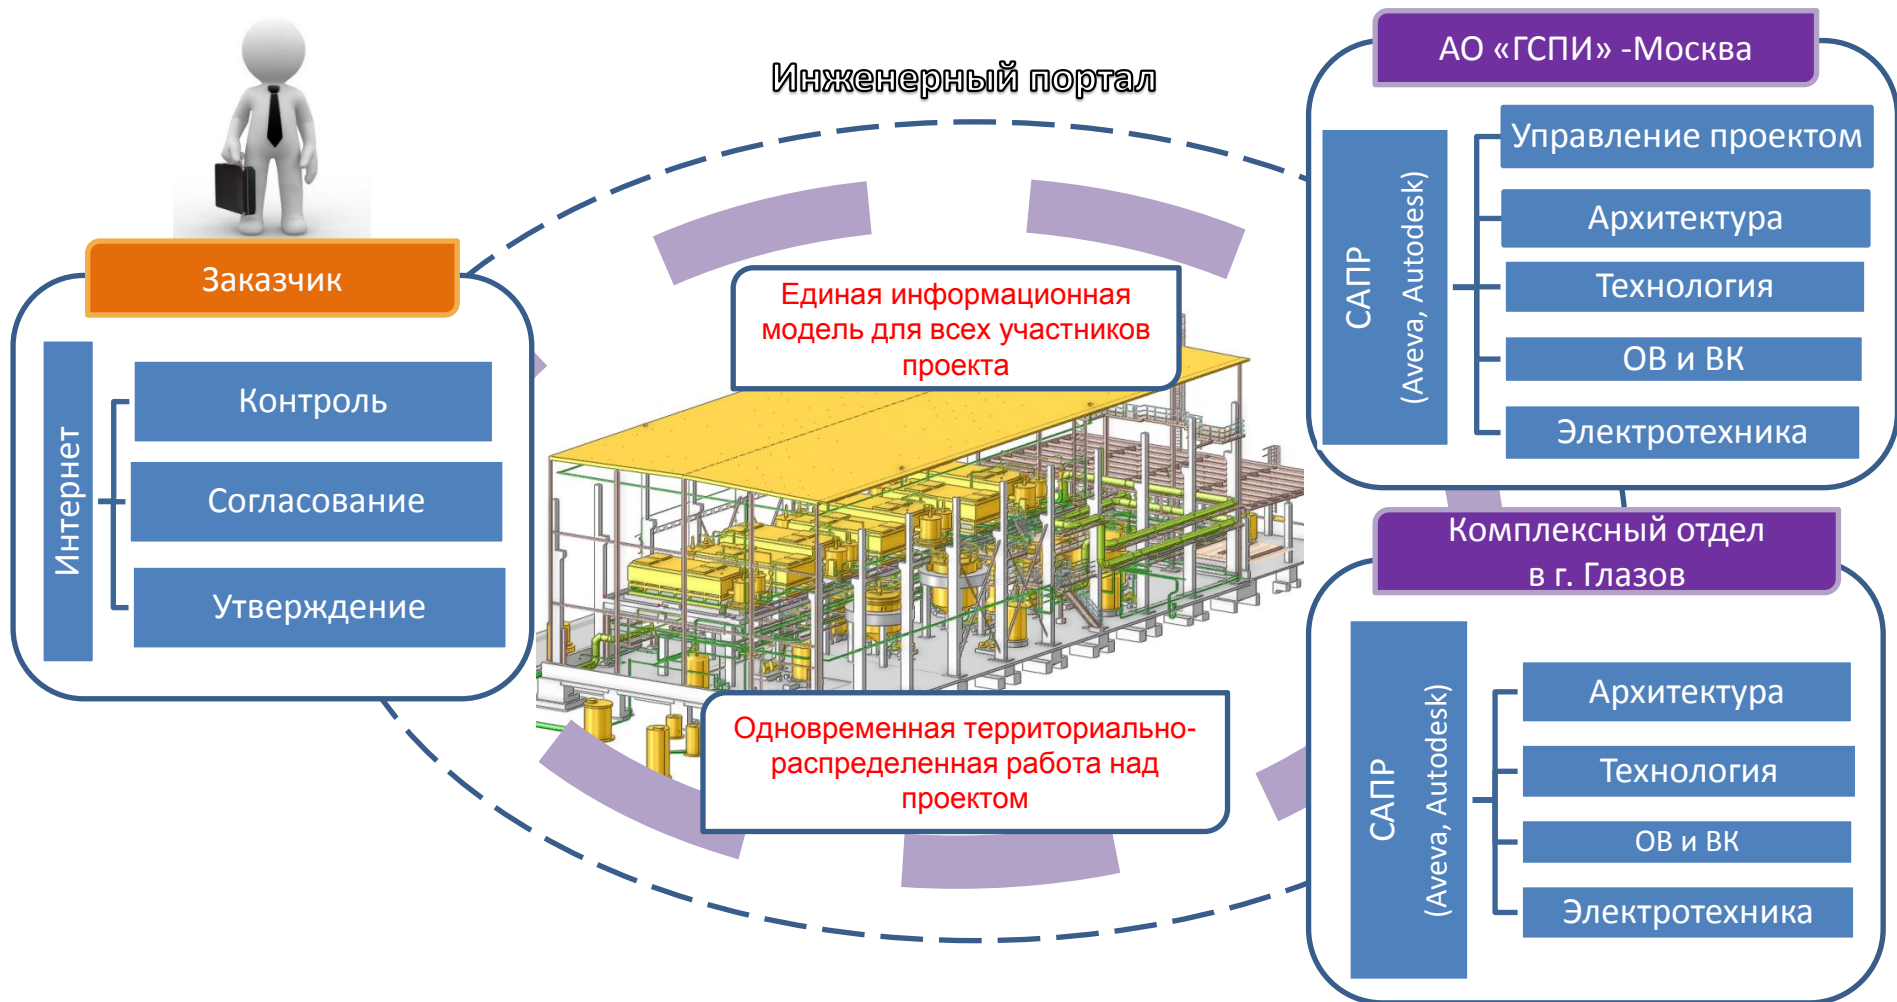 Инженерный портал
Заказчик
Интернет
Контроль
Согласование
Утверждение
Единая информационная
модель для всех участников
проекта
Одновременная территориально-
распределенная работа над
проектом
АО «ГСПИ» -Москва
САПР
(Aveva, Autodesk)
Управление проектом
Архитектура
Технология
ОВ и ВК
Электротехника
Комплексный отдел
в г. Глазов
САПР
(Aveva, Autodesk)
Архитектура
Технология
ОВ и ВК
Электротехника